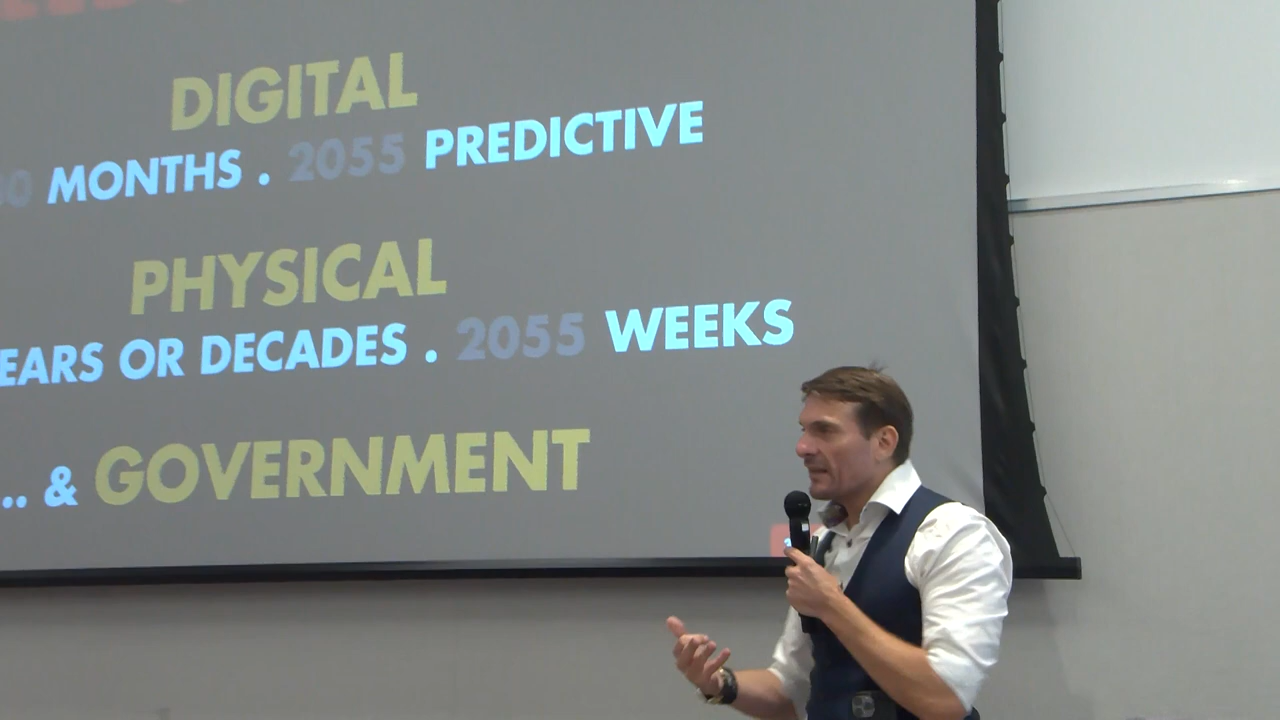 DIGITAL
MONTHS . 2055 PREDICTIVE
PHYSICAL
EARS OR DECADES . 2055 WEEKS
.. & GOVERNMENT